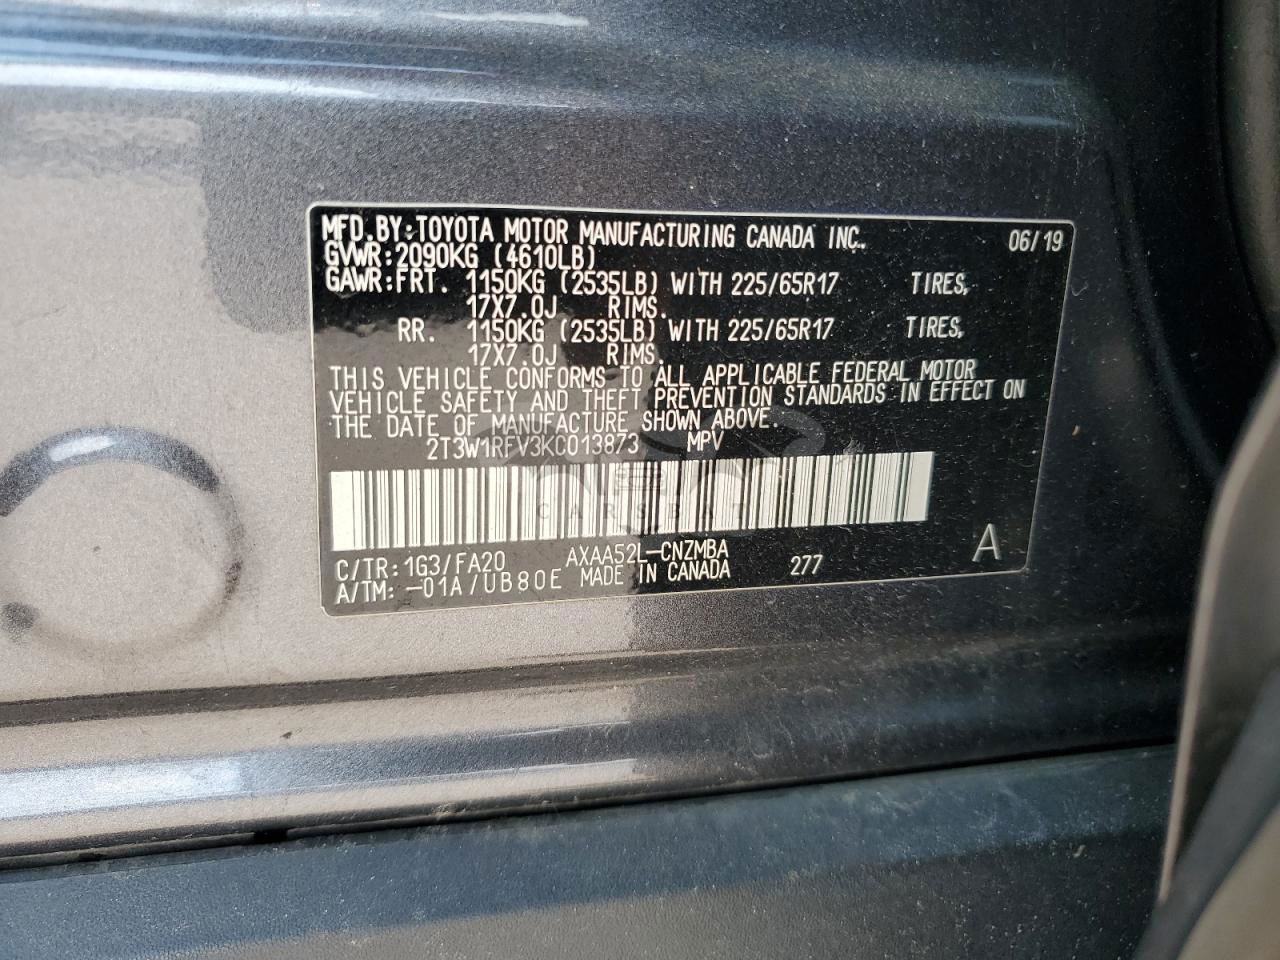 MFD.BY:TOYOTA MOTOR MANUFACTURING CANADA INC. 06/19
GVWR:2090KG (4610LB)
GAWR:FRT. 1150KG (2535LB) WITH 225/65R17 TIRES,
17X7.0J RIMS.
RR. 1150KG (2535LB) WITH 225/65R17 TIRES,
17X7.0J RIMS.
THIS VEHICLE CONFORMS TO ALL APPLICABLE FEDERAL MOTOR
VEHICLE SAFETY AND THEFT PREVENTION STANDARDS IN EFFECT ON
THE DATE OF MANUFACTURE SHOWN ABOVE.
2T3W1RFV3KC013873 MPV
CARSBAT
C/TR:1G3/FA20 AXAA52L-CNZMBA 277 A
A/TM:-01A/UB80E MADE IN CANADA